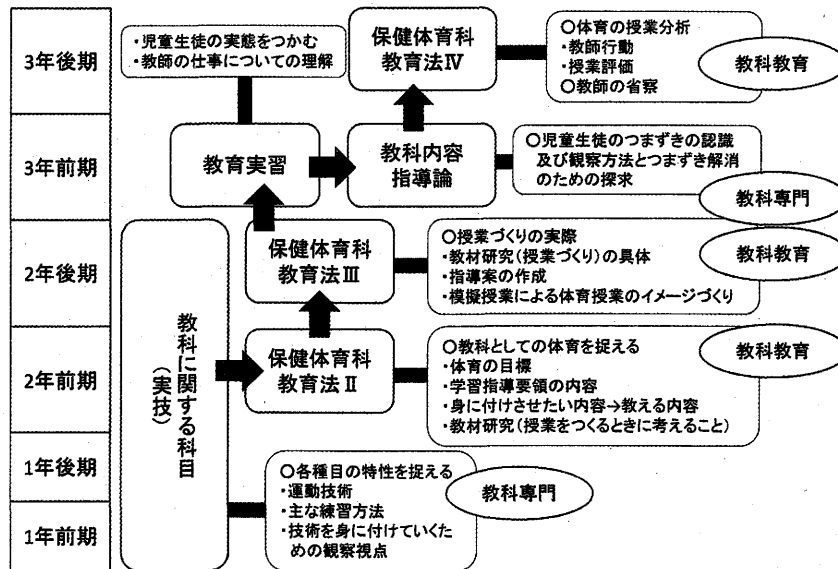 3年後期
・児童生徒の実態をつかむ
・教師の仕事についての理解
保健体育科
教育法Ⅳ
○体育の授業分析
・教師行動
・授業評価
○教師の省察
教科教育
3年前期
教育実習
教科内容
指導論
○児童生徒のつまずきの認識
及び観察方法とつまずき解消
のための探求
教科専門
2年後期
保健体育科
教育法Ⅲ
○授業づくりの実際
・教材研究(授業づくり)の具体
・指導案の作成
・模擬授業による体育授業のイメージづくり
教科教育
2年前期
教科に関する科目
(実技)
保健体育科
教育法Ⅱ
○教科としての体育を捉える
・体育の目標
・学習指導要領の内容
・身に付けさせたい内容→教える内容
・教材研究(授業をつくるときに考えること)
教科教育
1年後期
○各種目の特性を捉える
・運動技術
・主な練習方法
・技術を身に付けていくた
めの観察視点
教科専門
1年前期